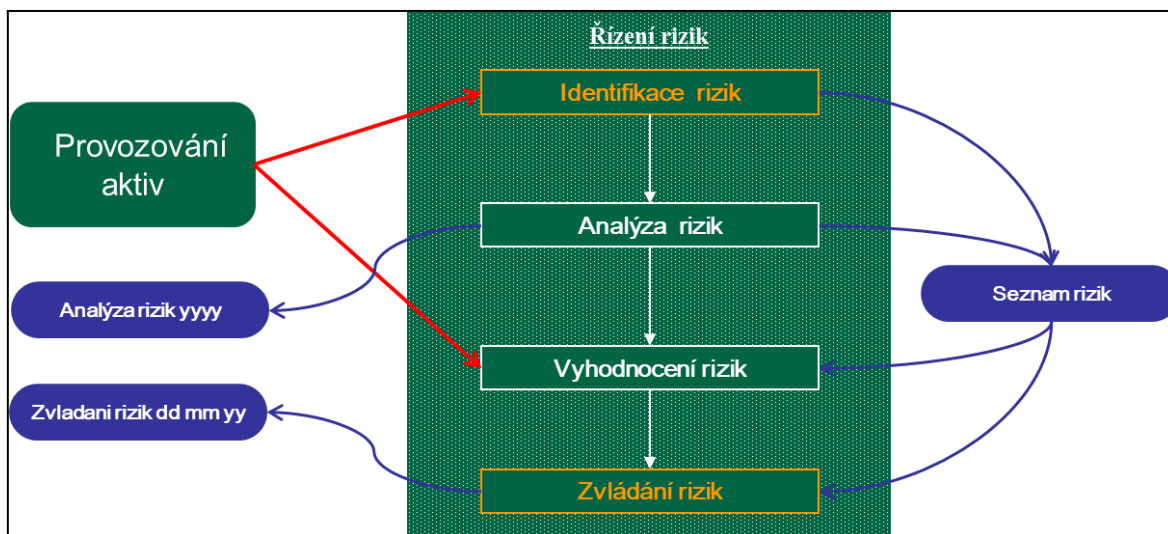 Řízení rizik
Identifikace rizik
Provozování
aktiv
Analýza rizik
Analýza rizik yyyy
Seznam rizik
Vyhodnocení rizik
Zvladani rizik dd mm yy
Zvládání rizik